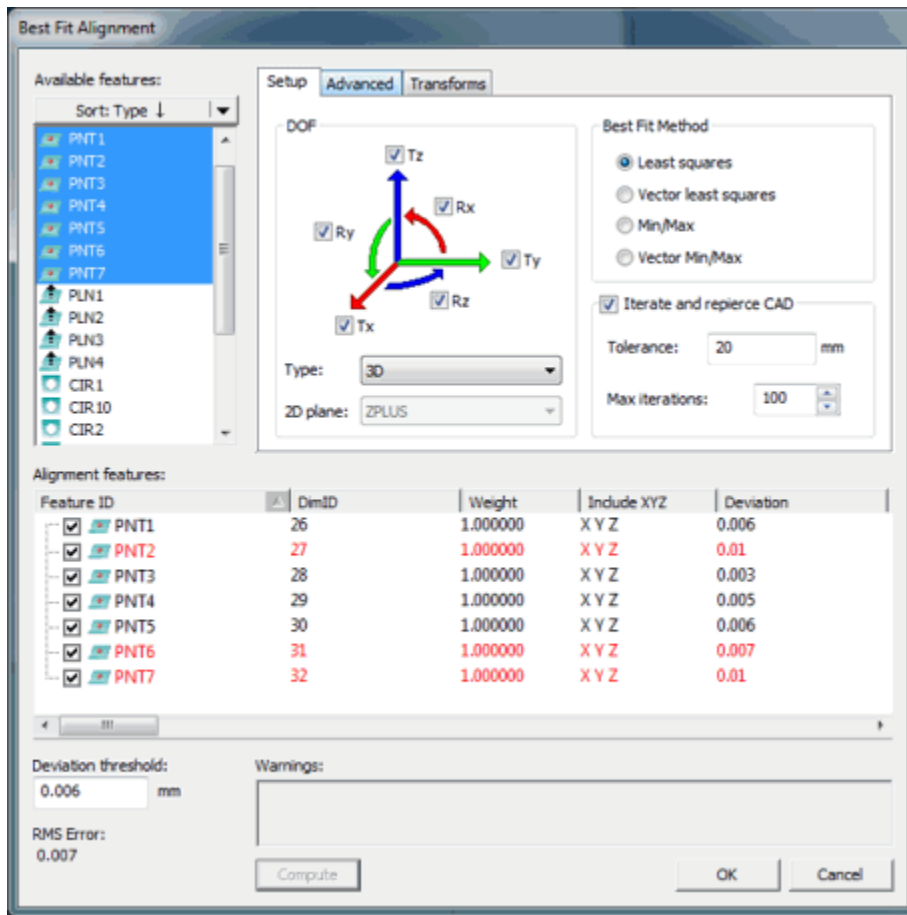 Best Fit Alignment
Available features:
Sort: Type ↓
PNT1
PNT2
PNT3
PNT4
PNT5
PNT6
PNT7
PLN1
PLN2
PLN3
PLN4
CIR1
CIR10
CIR2
Setup Advanced Transforms
DOF
Tz
Rx
Ry
Ty
Rz
Tx
Type: 3D
2D plane: ZPLUS
Best Fit Method
Least squares
Vector least squares
Min/Max
Vector Min/Max
Iterate and repierce CAD
Tolerance: 20 mm
Max iterations: 100
Alignment features:
Feature ID DimID Weight Include XYZ Deviation
PNT1 26 1.000000 X Y Z 0.006
PNT2 27 1.000000 X Y Z 0.01
PNT3 28 1.000000 X Y Z 0.003
PNT4 29 1.000000 X Y Z 0.005
PNT5 30 1.000000 X Y Z 0.006
PNT6 31 1.000000 X Y Z 0.007
PNT7 32 1.000000 X Y Z 0.01
Deviation threshold:
0.006 mm
RMS Error:
0.007
Warnings:
Compute OK Cancel